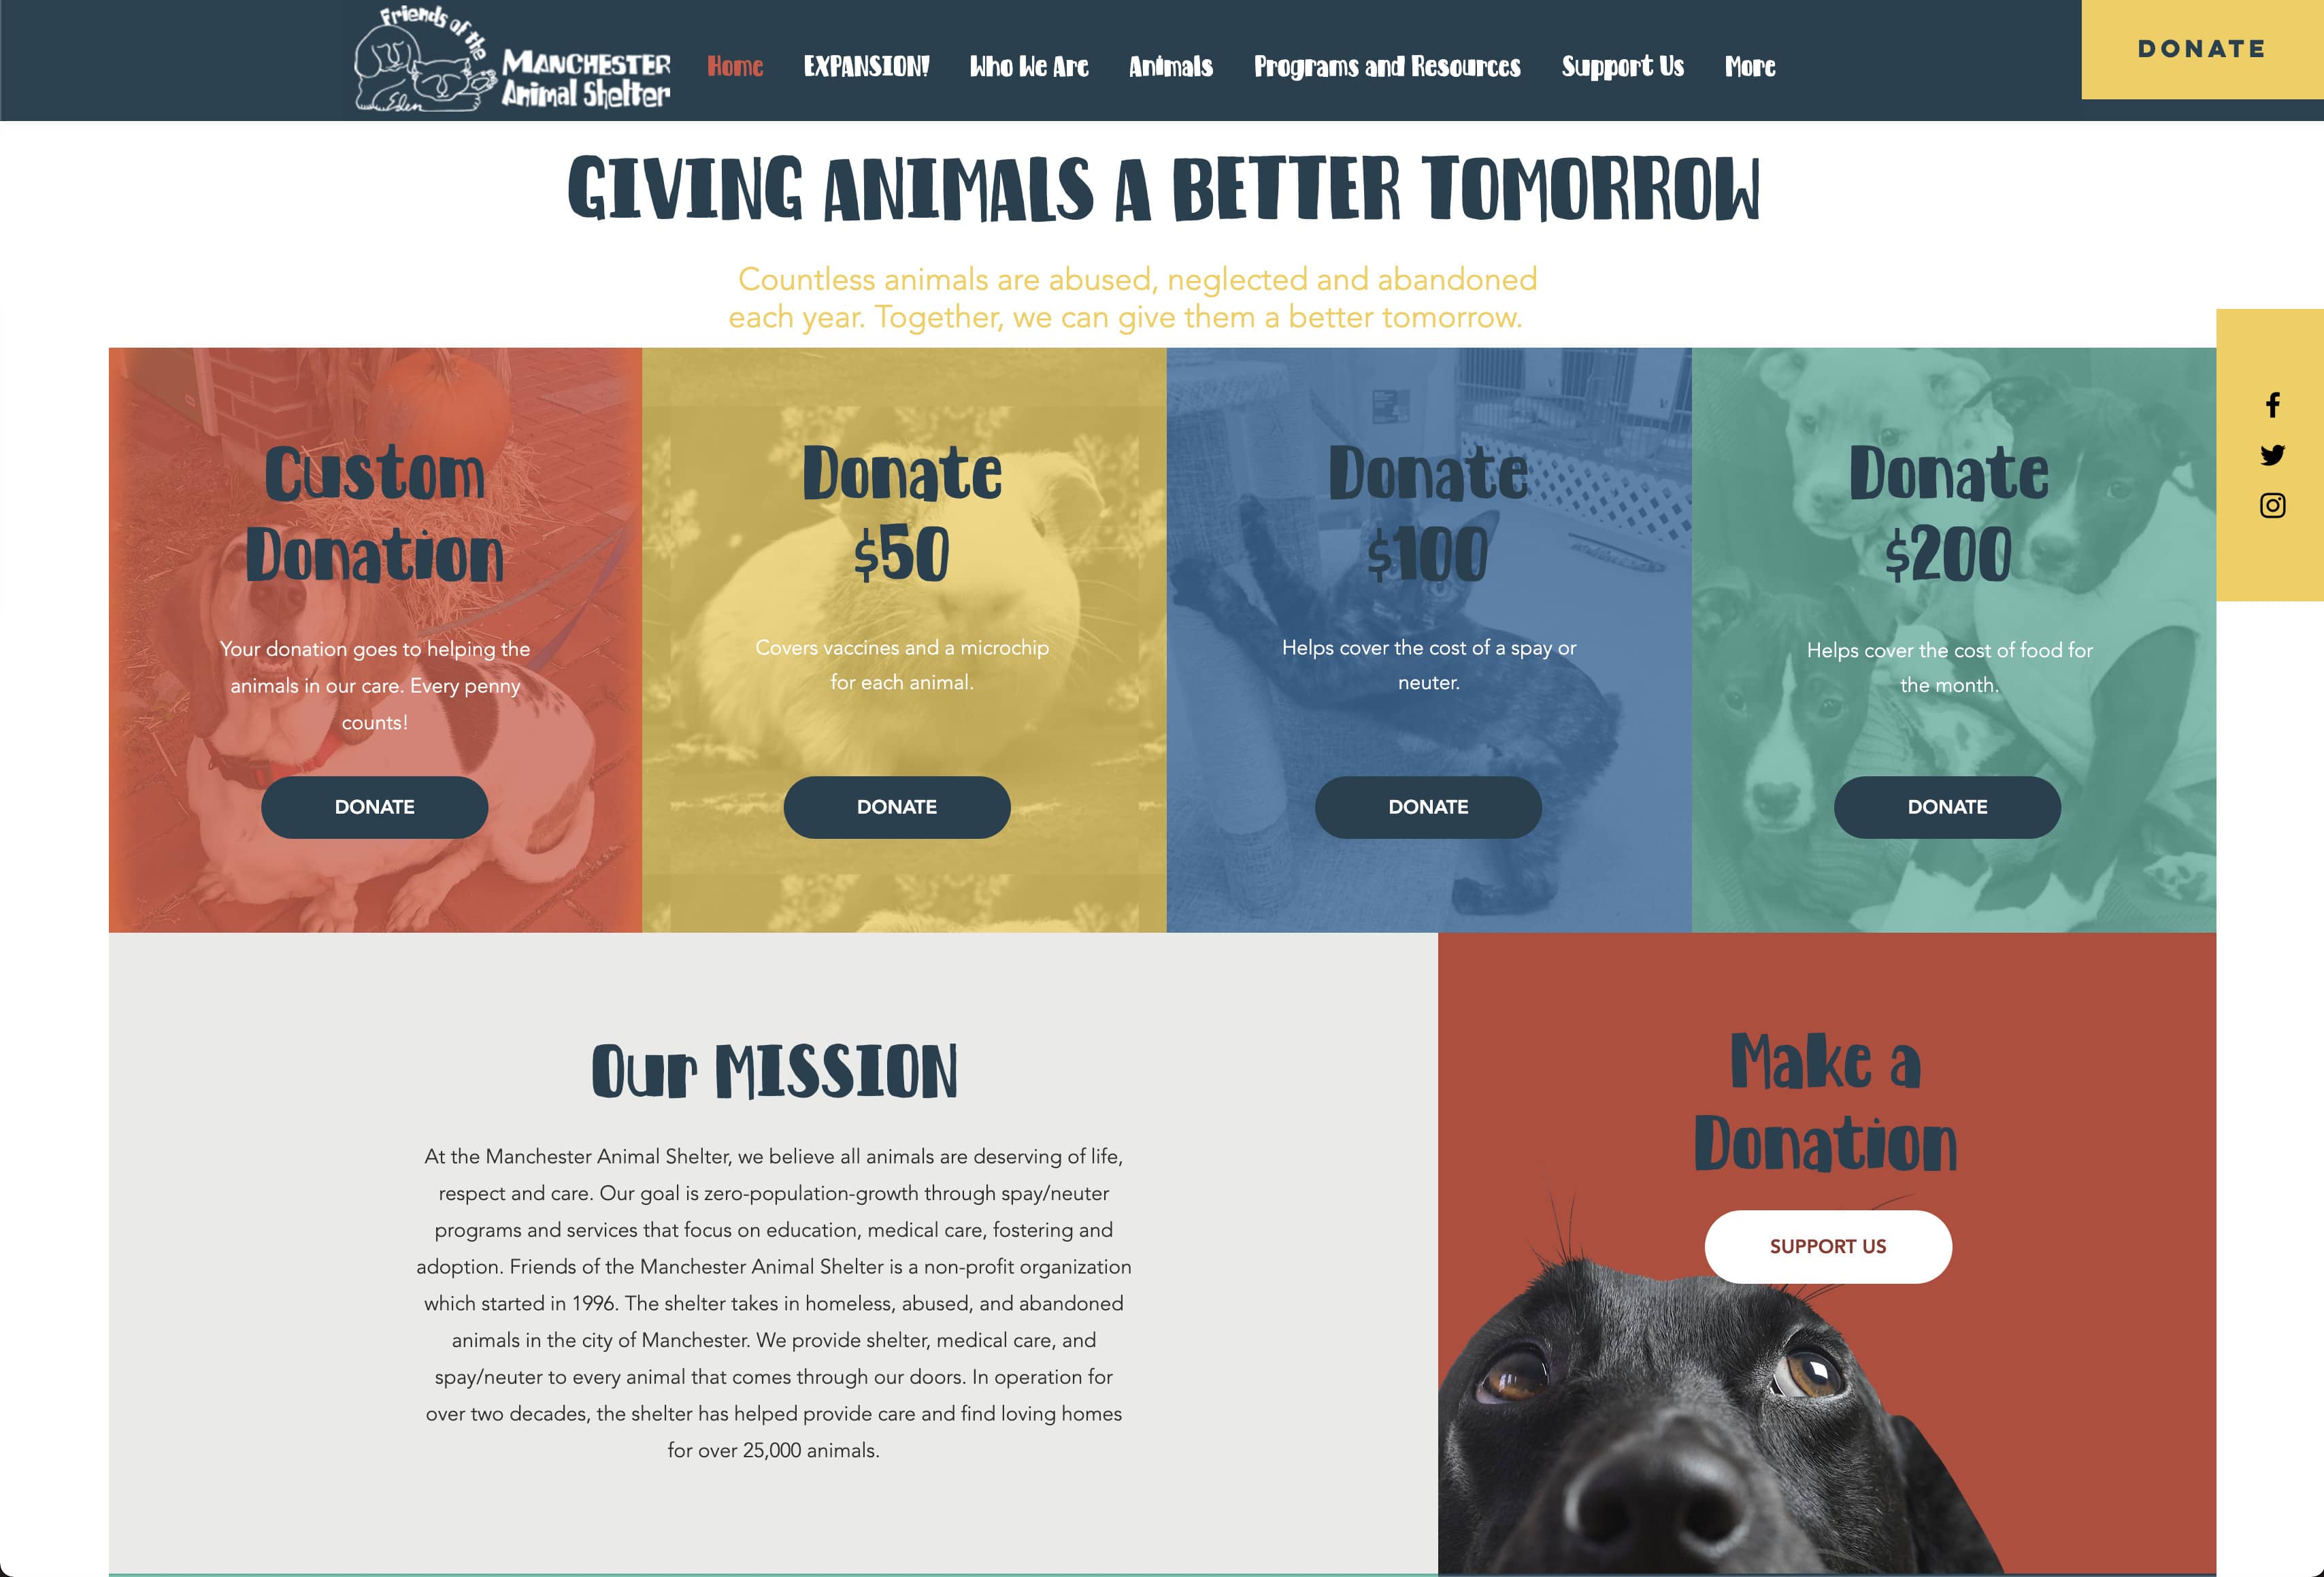 Friends of the
MANCHESTER
Animal Shelter
Eden
Home EXPANSION! Who We Are Animals Programs and Resources Support Us More
DONATE
GIVING ANIMALS A BETTER TOMORROW
Countless animals are abused, neglected and abandoned
each year. Together, we can give them a better tomorrow.
Custom
Donation
Your donation goes to helping the
animals in our care. Every penny
counts!
DONATE
Donate
$50
Covers vaccines and a microchip
for each animal.
DONATE
Donate
$100
Helps cover the cost of a spay or
neuter.
DONATE
Donate
$200
Helps cover the cost of food for
the month.
DONATE
Our MISSION
At the Manchester Animal Shelter, we believe all animals are deserving of life,
respect and care. Our goal is zero-population-growth through spay/neuter
programs and services that focus on education, medical care, fostering and
adoption. Friends of the Manchester Animal Shelter is a non-profit organization
which started in 1996. The shelter takes in homeless, abused, and abandoned
animals in the city of Manchester. We provide shelter, medical care, and
spay/neuter to every animal that comes through our doors. In operation for
over two decades, the shelter has helped provide care and find loving homes
for over 25,000 animals.
Make a
Donation
SUPPORT US